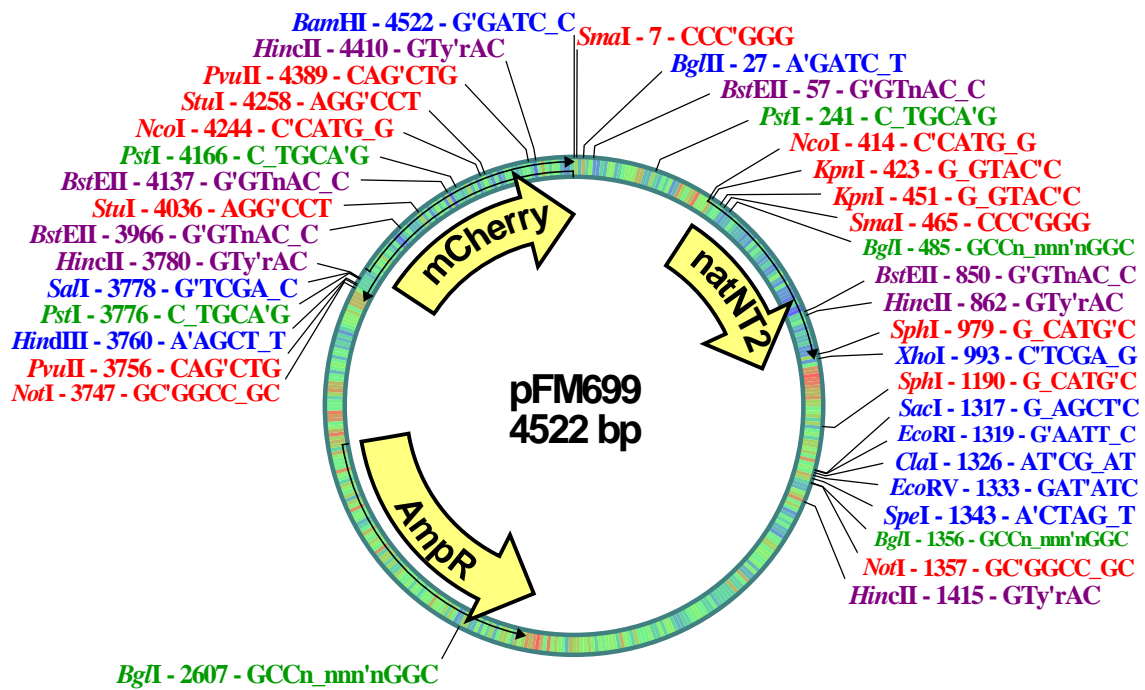 BamHI - 4522 - G'GATC_C
HincII - 4410 - GTy'rAC
PvuII - 4389 - CAG'CTG
StuI - 4258 - AGG'CCT
NcoI - 4244 - C'CATG_G
PstI - 4166 - C_TGCA'G
BstEII - 4137 - G'GTnAC_C
StuI - 4036 - AGG'CCT
BstEII - 3966 - G'GTnAC_C
HincII - 3780 - GTy'rAC
SalI - 3778 - G'TCGA_C
PstI - 3776 - C_TGCA'G
HindIII - 3760 - A'AGCT_T
PvuII - 3756 - CAG'CTG
NotI - 3747 - GC'GGCC_GC
SmaI - 7 - CCC'GGG
BglII - 27 - A'GATC_T
BstEII - 57 - G'GTnAC_C
PstI - 241 - C_TGCA'G
NcoI - 414 - C'CATG_G
KpnI - 423 - G_GTAC'C
KpnI - 451 - G_GTAC'C
SmaI - 465 - CCC'GGG
BglI - 485 - GCCn_nnn'nGGC
BstEII - 850 - G'GTnAC_C
HincII - 862 - GTy'rAC
SphI - 979 - G_CATG'C
XhoI - 993 - C'TCGA_G
SphI - 1190 - G_CATG'C
SacI - 1317 - G_AGCT'C
EcoRI - 1319 - G'AATT_C
ClaI - 1326 - AT'CG_AT
EcoRV - 1333 - GAT'ATC
SpeI - 1343 - A'CTAG_T
BglI - 1356 - GCCn_nnn'nGGC
NotI - 1357 - GC'GGCC_GC
HincII - 1415 - GTy'rAC
mCherry
natNT2
pFM699
4522 bp
AmpR
BglI - 2607 - GCCn_nnn'nGGC